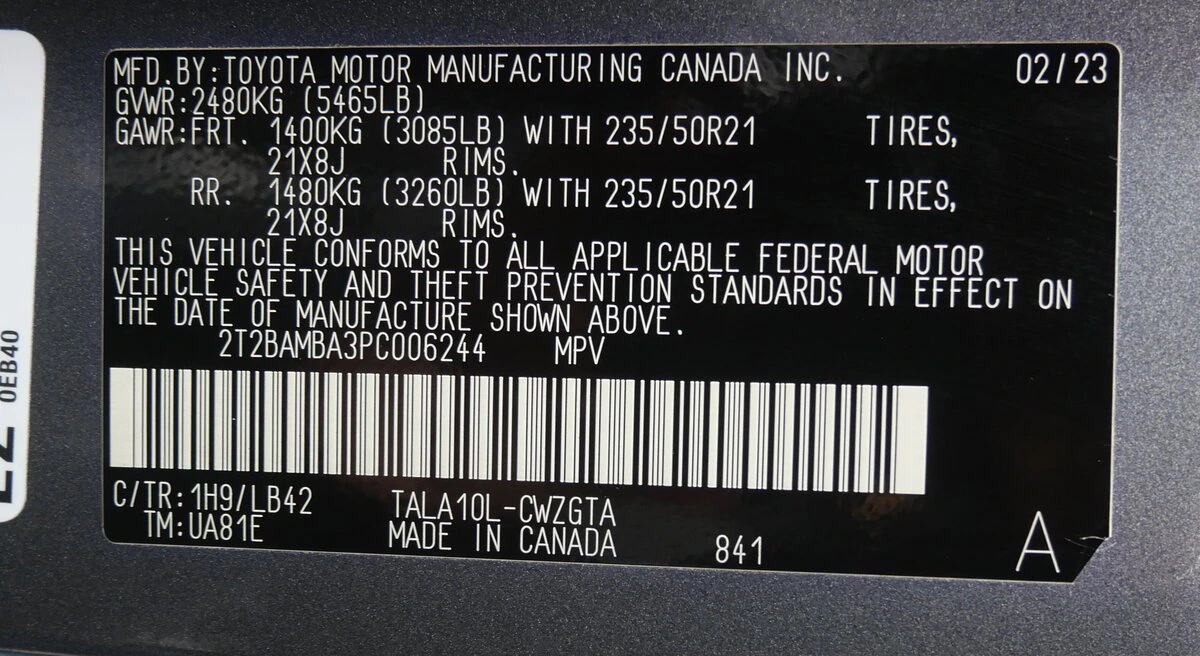 MFD.BY:TOYOTA MOTOR MANUFACTURING CANADA INC. 02/23
GVWR:2480KG (5465LB)
GAWR:FRT. 1400KG (3085LB) WITH 235/50R21 TIRES,
21X8J RIMS.
RR. 1480KG (3260LB) WITH 235/50R21 TIRES,
21X8J RIMS.
THIS VEHICLE CONFORMS TO ALL APPLICABLE FEDERAL MOTOR
VEHICLE SAFETY AND THEFT PREVENTION STANDARDS IN EFFECT ON
THE DATE OF MANUFACTURE SHOWN ABOVE.
2T2BAMBA3PC006244 MPV
C/TR:1H9/LB42 TALA10L-CWZGTA
TM:UA81E MADE IN CANADA 841
A
0EB40